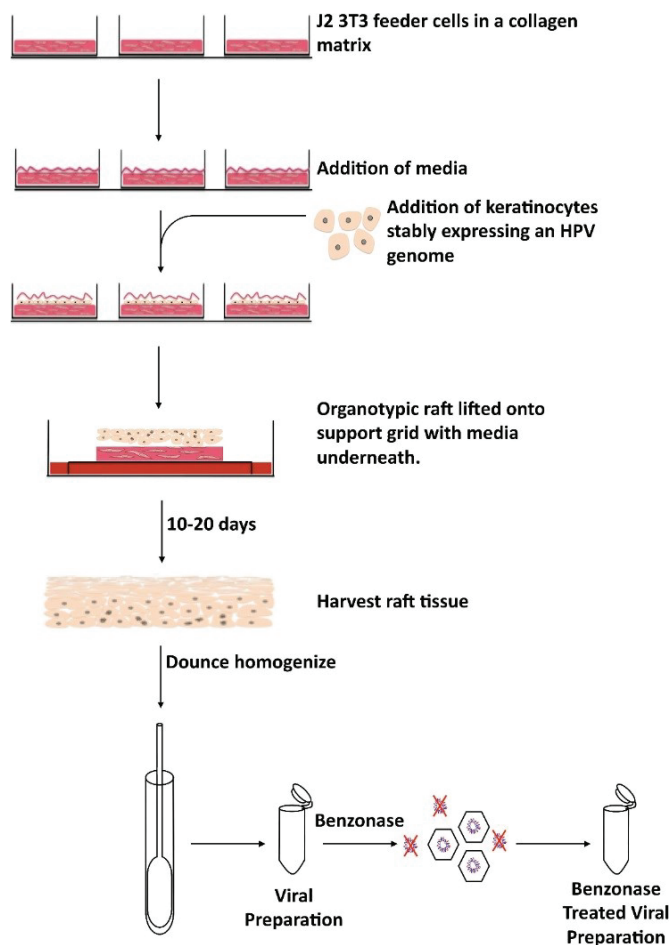 J2 3T3 feeder cells in a collagen
matrix
Addition of media
Addition of keratinocytes
stably expressing an HPV
genome
Organotypic raft lifted onto
support grid with media
underneath.
10-20 days
Harvest raft tissue
Dounce homogenize
Benzonase
Viral
Preparation
Benzonase
Treated Viral
Preparation